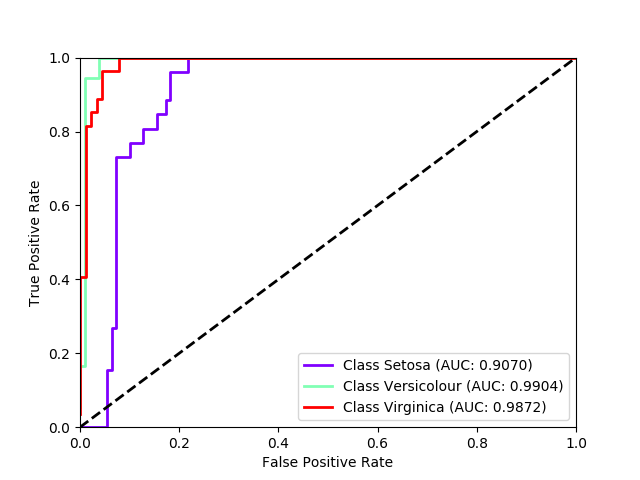 1.0
0.8
0.6
0.4
0.2
0.0
True Positive Rate
Class Setosa (AUC: 0.9070)
Class Versicolour (AUC: 0.9904)
Class Virginica (AUC: 0.9872)
0.0 0.2 0.4 0.6 0.8 1.0
False Positive Rate